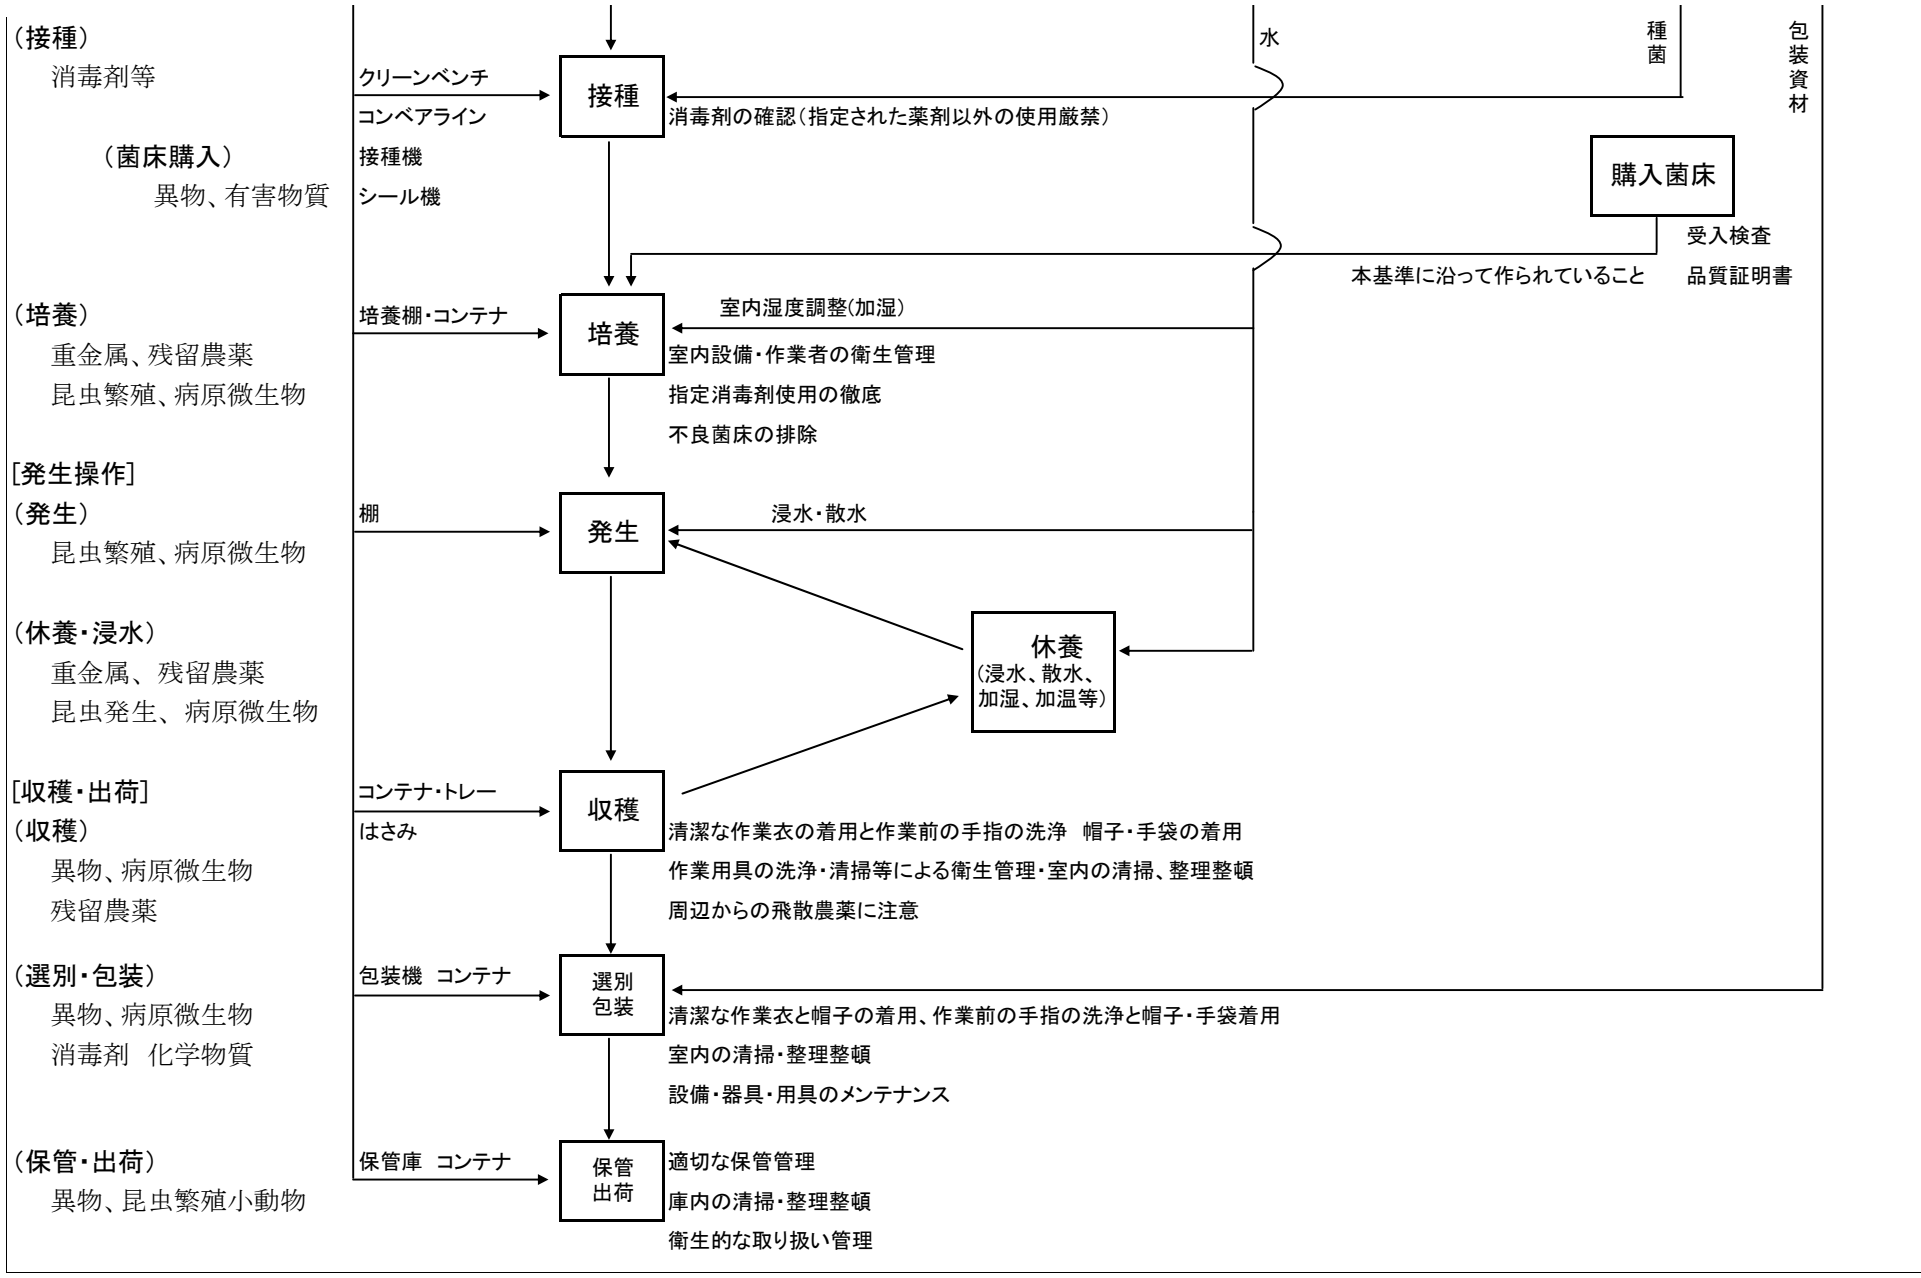 （接種）
消毒剤等
（菌床購入）
異物、有害物質
（培養）
重金属、残留農薬
昆虫繁殖、病原微生物
[発生操作]
（発生）
昆虫繁殖、病原微生物
（休養・浸水）
重金属、残留農薬
昆虫発生、病原微生物
[収穫・出荷]
（収穫）
異物、病原微生物
残留農薬
（選別・包装）
異物、病原微生物
消毒剤　化学物質
（保管・出荷）
異物、昆虫繁殖小動物
クリーンベンチ
コンベアライン
接種機
シール機
培養棚・コンテナ
棚
コンテナ・トレー
はさみ
包装機　コンテナ
保管庫　コンテナ
接種
消毒剤の確認（指定された薬剤以外の使用厳禁）
水
種菌
包装資材
購入菌床
受入検査
本基準に沿って作られていること
品質証明書
培養
室内湿度調整(加湿）
室内設備・作業者の衛生管理
指定消毒剤使用の徹底
不良菌床の排除
発生
浸水・散水
休養
（浸水、散水、
加湿、加温等）
収穫
清潔な作業衣の着用と作業前の手指の洗浄　帽子・手袋の着用
作業用具の洗浄・清掃等による衛生管理・室内の清掃、整理整頓
周辺からの飛散農薬に注意
選別
包装
清潔な作業衣と帽子の着用、作業前の手指の洗浄と帽子・手袋着用
室内の清掃・整理整頓
設備・器具・用具のメンテナンス
保管
出荷
適切な保管管理
庫内の清掃・整理整頓
衛生的な取り扱い管理